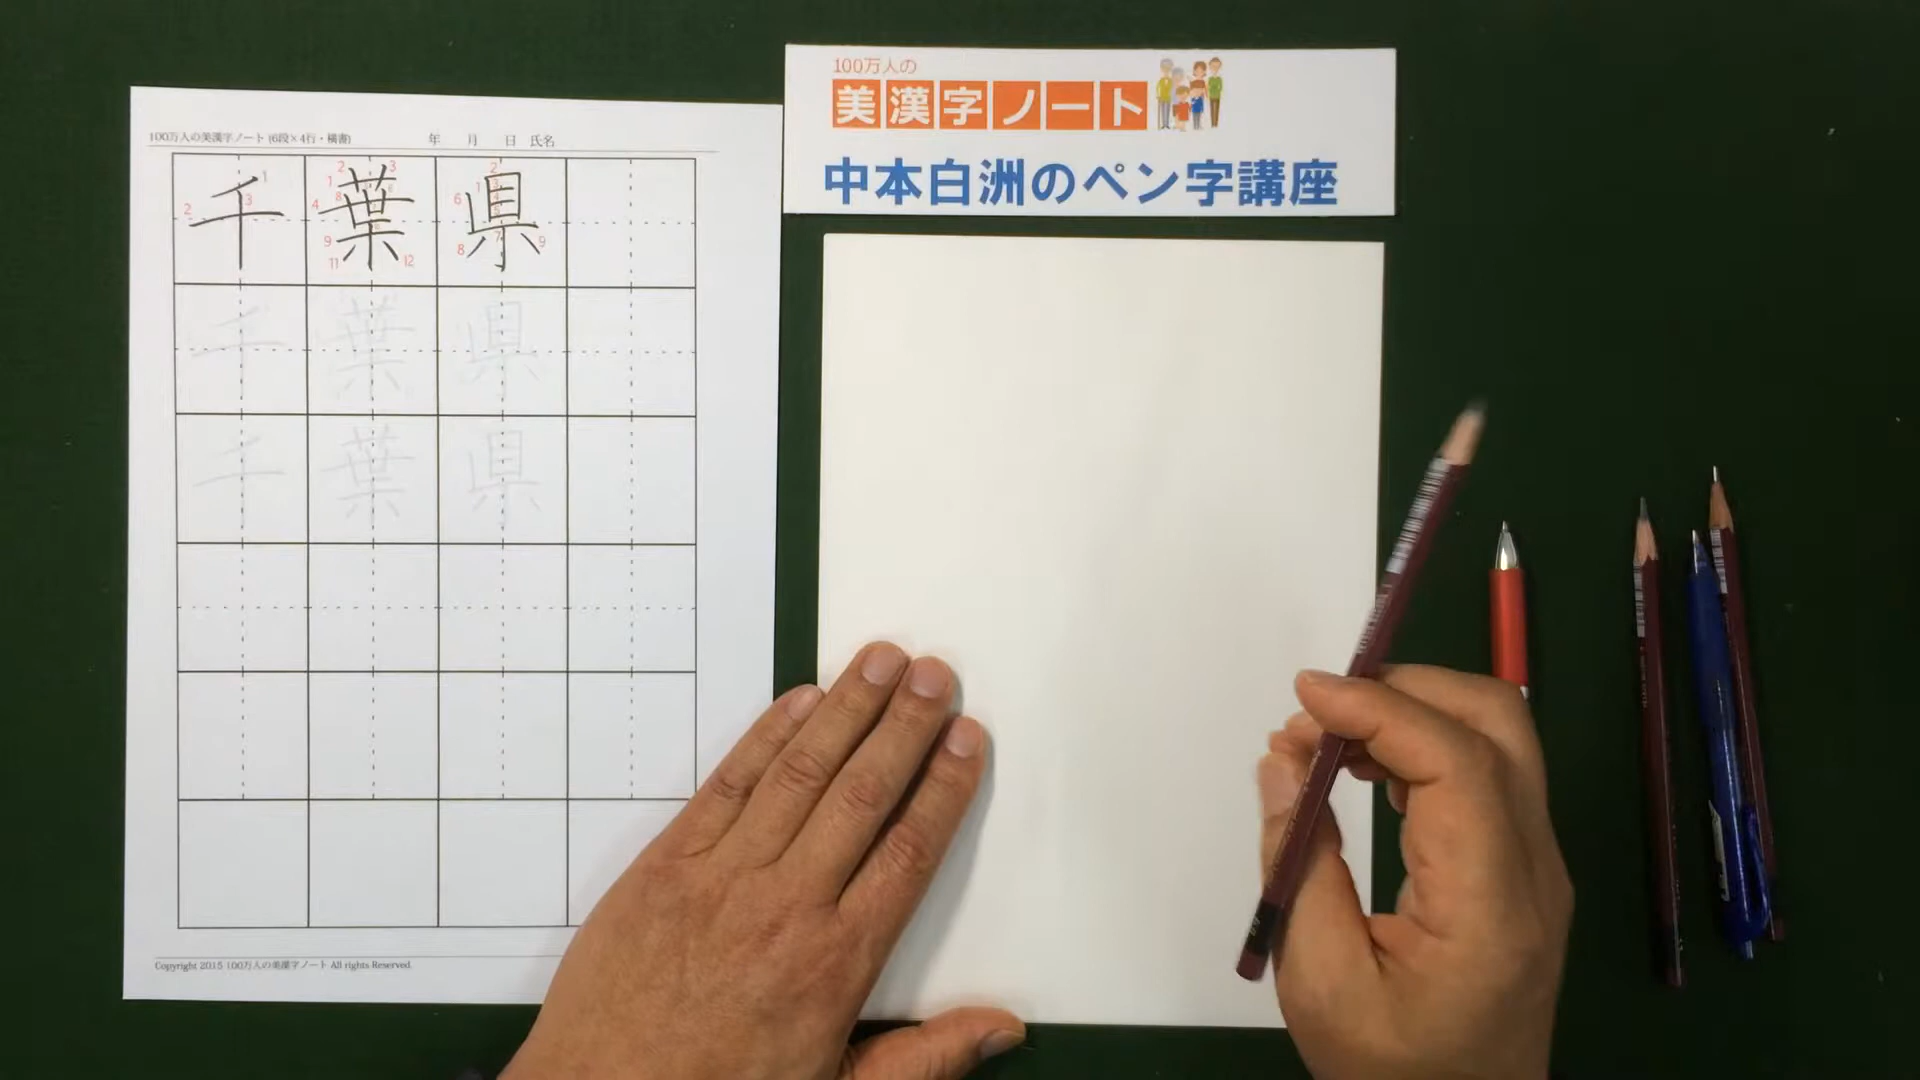 100万人の美漢字ノート (6段×4行・横書) 年 月 日 氏名
千葉県
千葉県
千葉県
Copyright 2015 100万人の美漢字ノート All rights Reserved.
100万人の
美漢字ノート
中本白洲のペン字講座